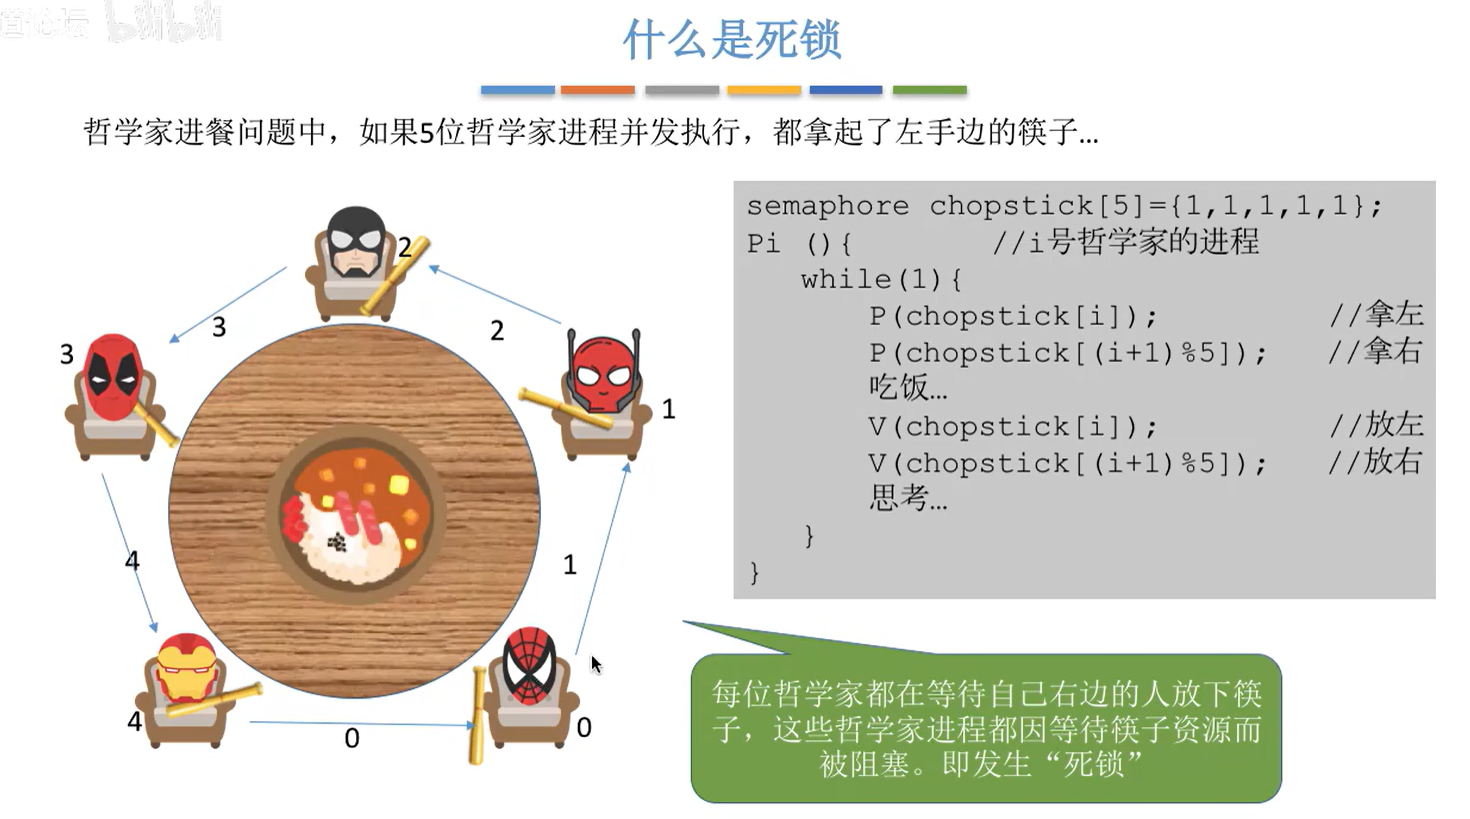 道论坛 bilibili
什么是死锁
哲学家进餐问题中，如果5位哲学家进程并发执行，都拿起了左手边的筷子…
2
3
2
3
1
4
1
4
0
0
semaphore chopstick[5]={1,1,1,1,1};
Pi (){ //i号哲学家的进程
while(1){
P(chopstick[i]); //拿左
P(chopstick[(i+1)%5]); //拿右
吃饭…
V(chopstick[i]); //放左
V(chopstick[(i+1)%5]); //放右
思考…
}
}
每位哲学家都在等待自己右边的人放下筷
子，这些哲学家进程都因等待筷子资源而
被阻塞。即发生“死锁”